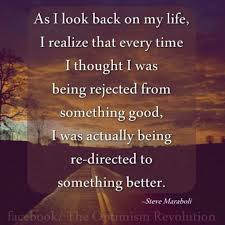 As I look back on my life,
I realize that every time
I thought I was
being rejected from
something good,
I was actually being
re-directed to
something better.
~Steve Maraboli
facebook/ The Optimism Revolution